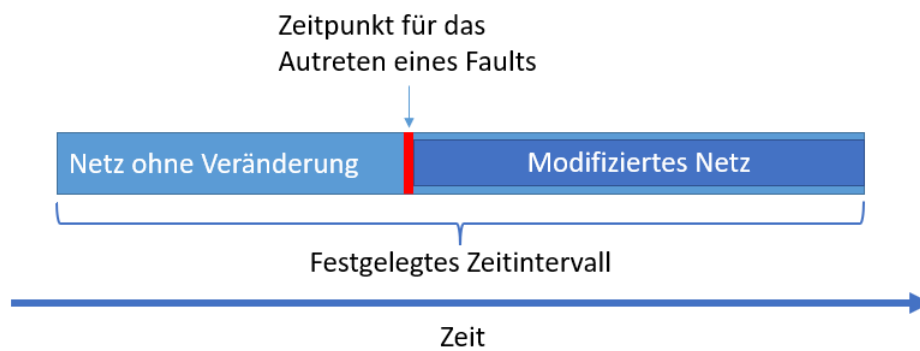 Zeitpunkt für das
Autreten eines Faults
Netz ohne Veränderung
Modifiziertes Netz
Festgelegtes Zeitintervall
Zeit